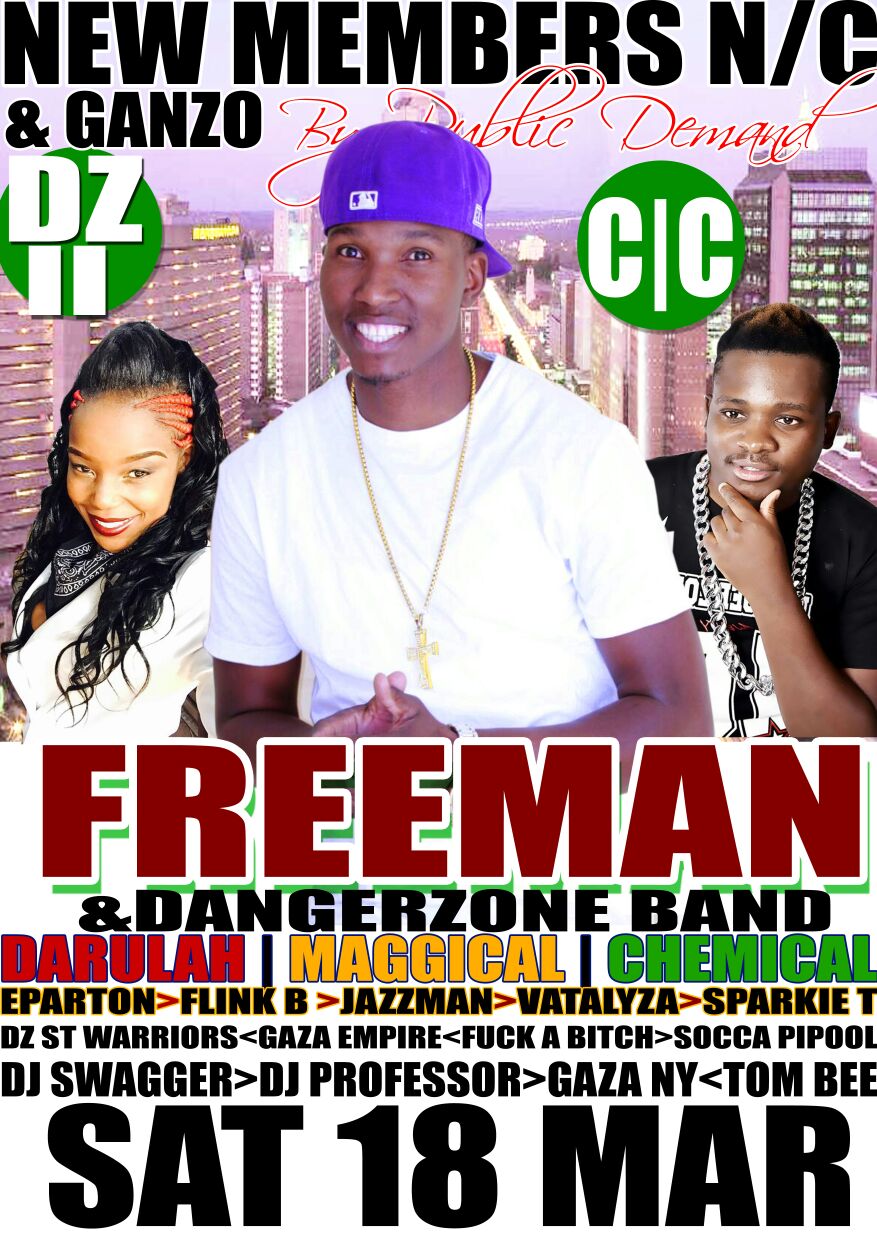 NEW MEMBERS N/C
& GANZO By Public Demand
DZ
II
C|C
FREEMAN
&DANGERZONE BAND
DARULAH | MAGGICAL | CHEMICAL
EPARTON>FLINK B >JAZZMAN>VATALYZA>SPARKIE T
DZ ST WARRIORS<GAZA EMPIRE<FUCK A BITCH>SOCCA PIPOOL
DJ SWAGGER>DJ PROFESSOR>GAZA NY<TOM BEE
SAT 18 MAR